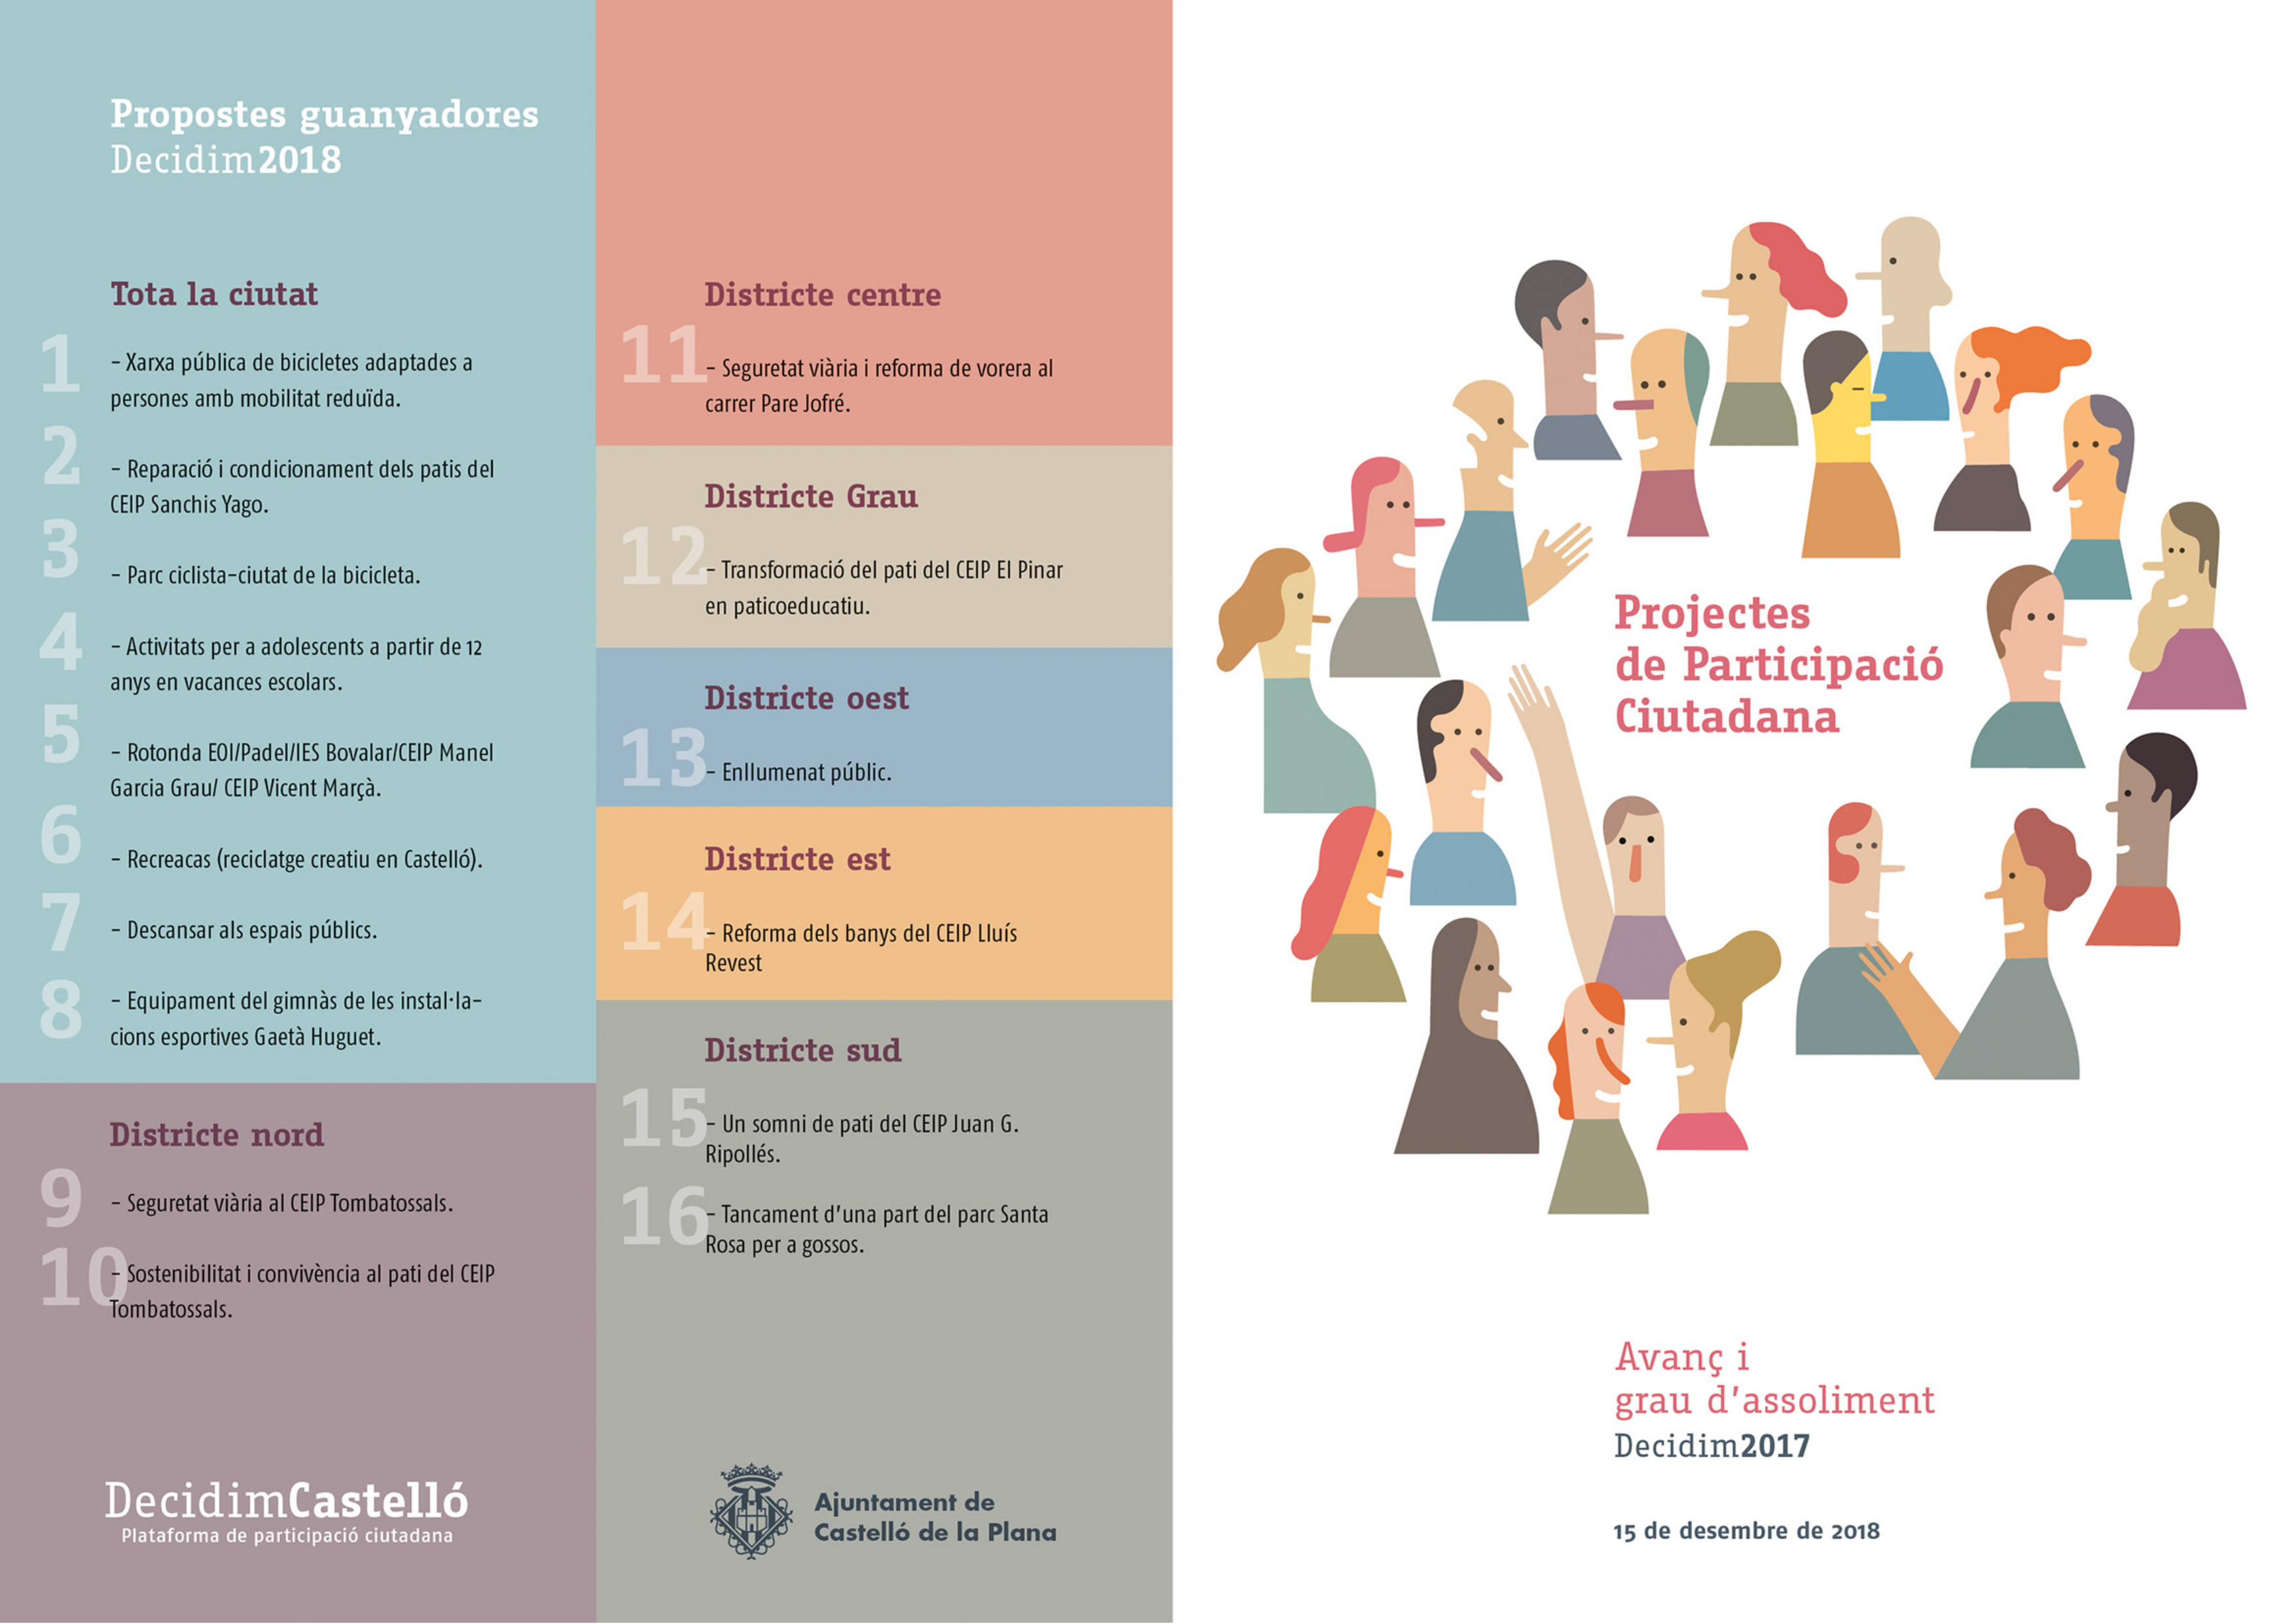 Propostes guanyadores
Decidim2018
Tota la ciutat
1
- Xarxa pública de bicicletes adaptades a
persones amb mobilitat reduïda.
2
- Reparació i condicionament dels patis del
CEIP Sanchis Yago.
3
- Parc ciclista-ciutat de la bicicleta.
4
- Activitats per a adolescents a partir de 12
anys en vacances escolars.
5
- Rotonda EOI/Padel/IES Bovalar/CEIP Manel
Garcia Grau/ CEIP Vicent Marçà.
6
- Recreacas (reciclatge creatiu en Castelló).
7
- Descansar als espais públics.
8
- Equipament del gimnàs de les instal·la-
cions esportives Gaetà Huguet.
Districte nord
9
- Seguretat viària al CEIP Tombatossals.
10
- Sostenibilitat i convivència al pati del CEIP
Tombatossals.
DecidimCastelló
Plataforma de participació ciutadana
Districte centre
11
- Seguretat viària i reforma de vorera al
carrer Pare Jofré.
Districte Grau
12
- Transformació del pati del CEIP El Pinar
en paticoeducatiu.
Districte oest
13
- Enllumenat públic.
Districte est
14
- Reforma dels banys del CEIP Lluís
Revest
Districte sud
15
- Un somni de pati del CEIP Juan G.
Ripollés.
16
- Tancament d'una part del parc Santa
Rosa per a gossos.
Ajuntament de
Castelló de la Plana
Projectes
de Participació
Ciutadana
Avanç i
grau d'assoliment
Decidim2017
15 de desembre de 2018